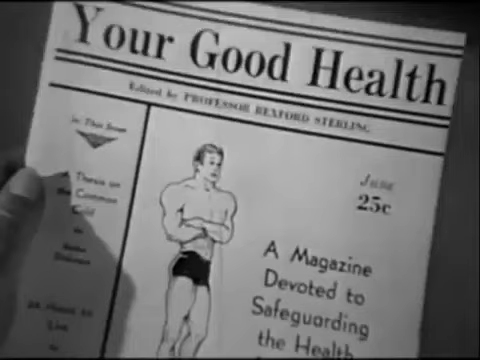 Your Good Health
Edited by PROFESSOR REXFORD STERLING
In This Issue
A Thesis on
the Common
Cold
June
25c
A Magazine
Devoted to
Safeguarding
the Health